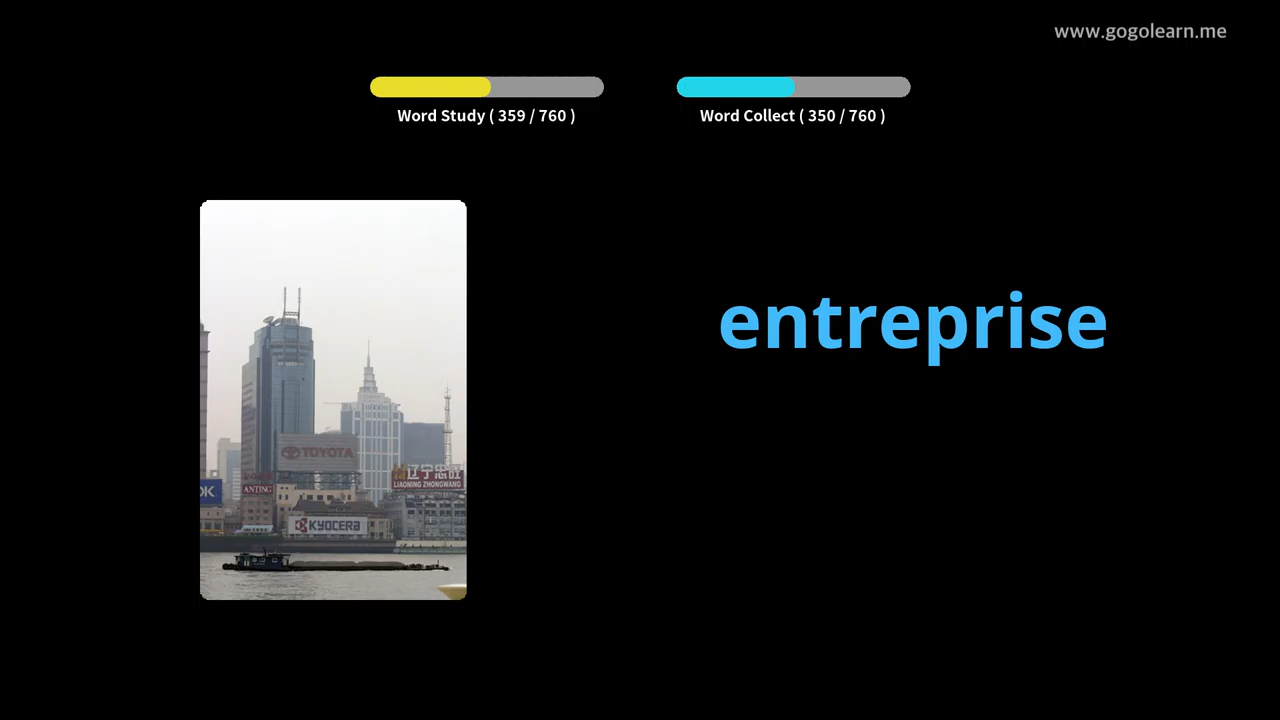 www.gogolearn.me
Word Study ( 359 / 760 )
Word Collect ( 350 / 760 )
entreprise
TOYOTA
辽宁忠旺
LIAONING ZHONGWANG
OK
ANTING
KYOCERA